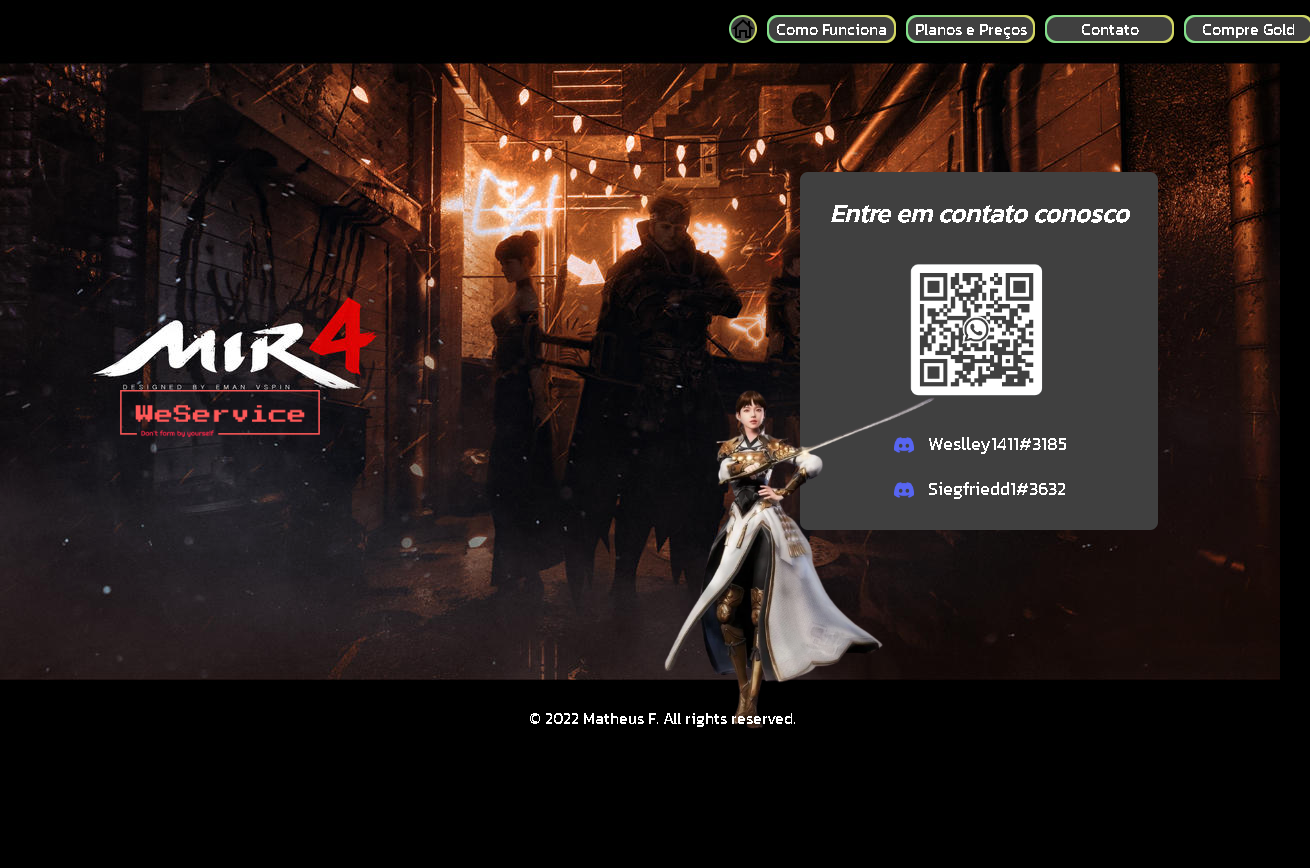 Como Funciona
Planos e Preços
Contato
Compre Gold
Entre em contato conosco
MIR4
DESIGNED BY EMAN VSPIN
WeService
Don't form by yourself
Weslley1411#3185
Siegfriedd1#3632
© 2022 Matheus F. All rights reserved.